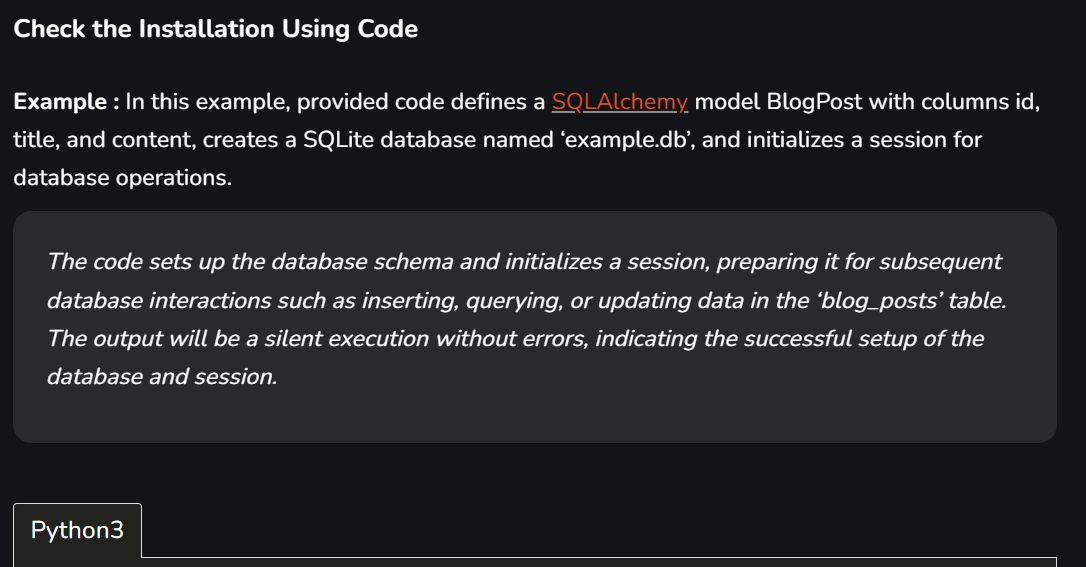 Check the Installation Using Code
Example : In this example, provided code defines a SQLAlchemy model BlogPost with columns id,
title, and content, creates a SQLite database named ‘example.db’, and initializes a session for
database operations.
The code sets up the database schema and initializes a session, preparing it for subsequent
database interactions such as inserting, querying, or updating data in the ‘blog_posts’ table.
The output will be a silent execution without errors, indicating the successful setup of the
database and session.
Python3